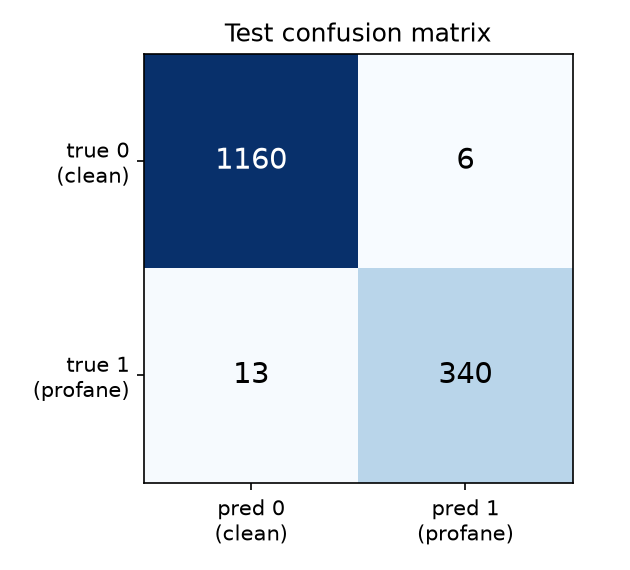 Test confusion matrix
true 0
(clean)
1160
6
true 1
(profane)
13
340
pred 0
(clean)
pred 1
(profane)